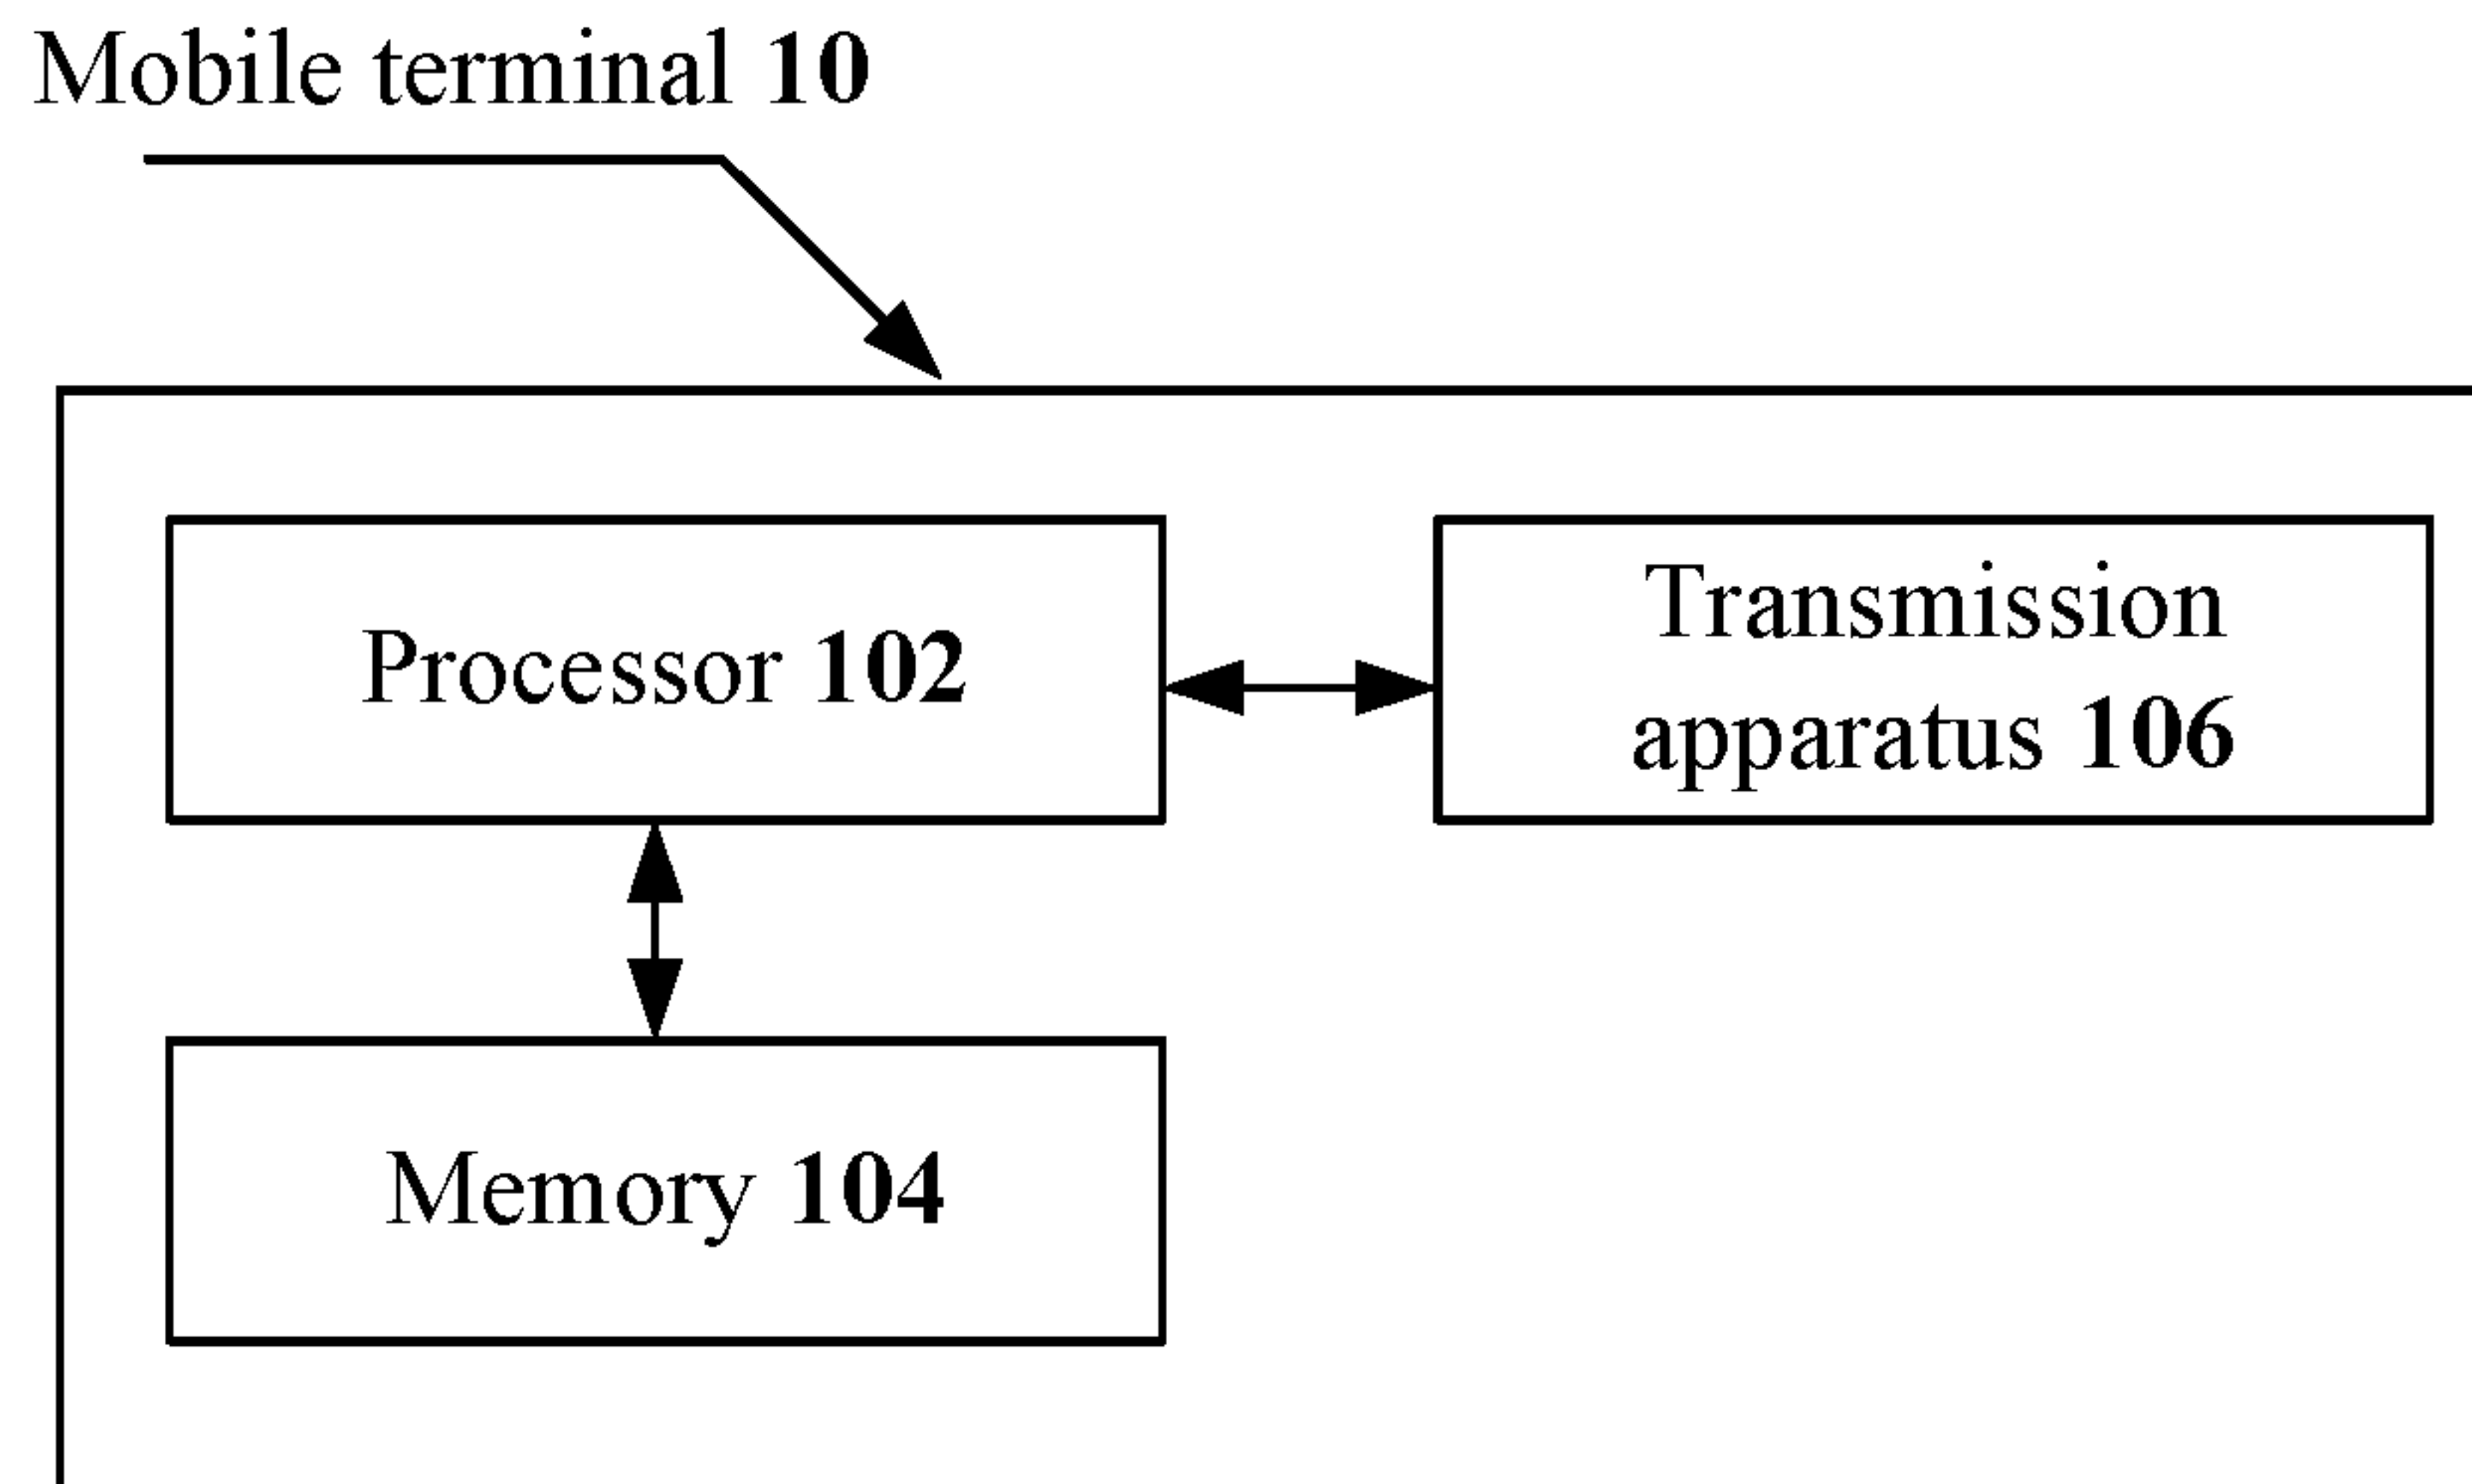 Mobile terminal 10
Processor 102
Transmission
apparatus 106
Memory 104